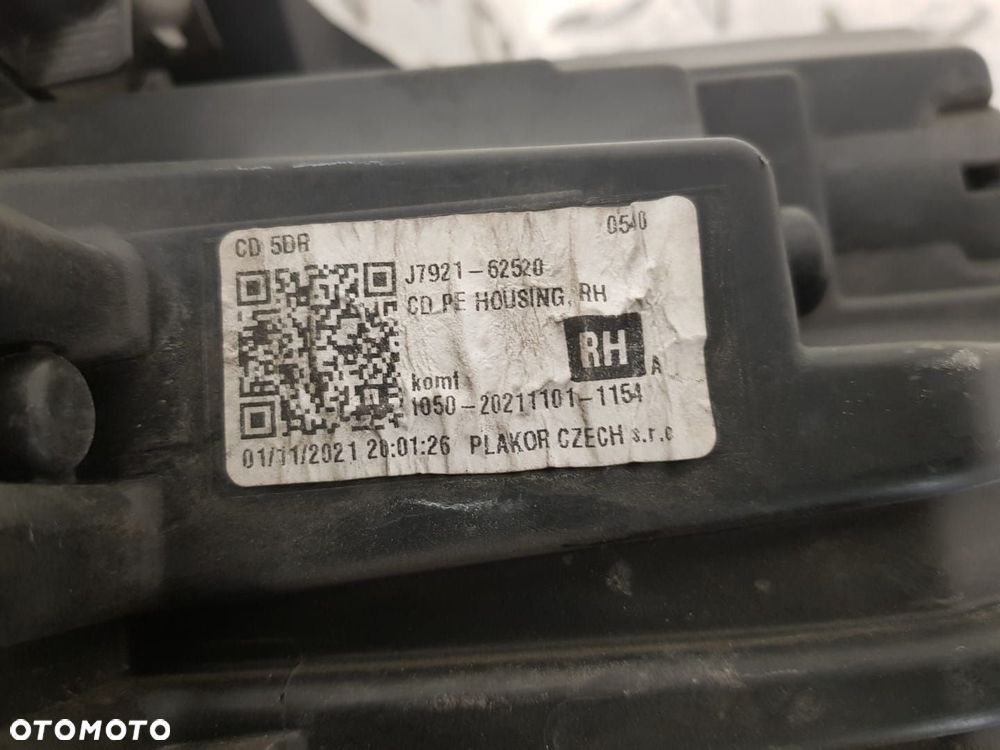 CD 5DR 0540
J7921-62520
CD PE HOUSING, RH
RH
A
komf
1050-20211101-1154
01/11/2021 20:01:26 PLAKOR CZECH s.r.o
OTOMOTO